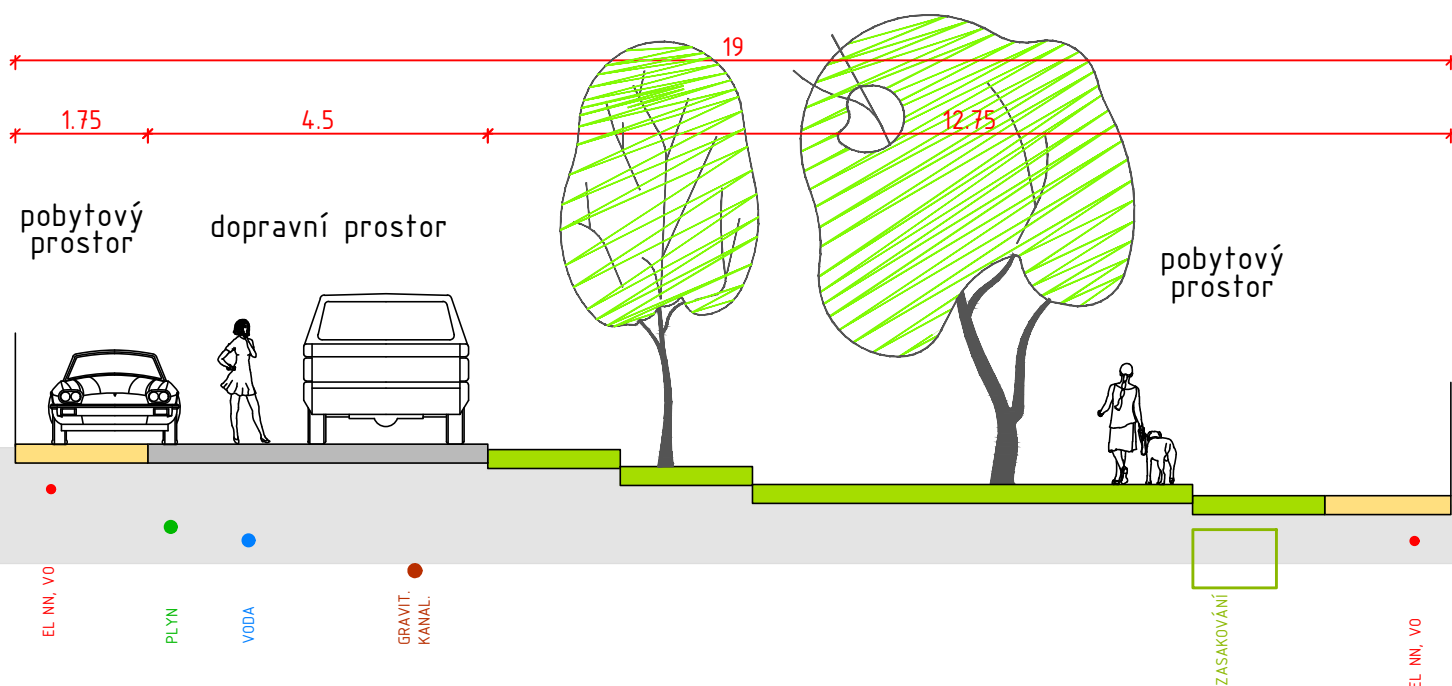 19
1.75
4.5
12.75
pobytový
prostor
dopravní prostor
pobytový
prostor
EL NN, VO
PLYN
VODA
GRAVIT.
KANAL.
ZASAKOVÁNÍ
EL NN, VO